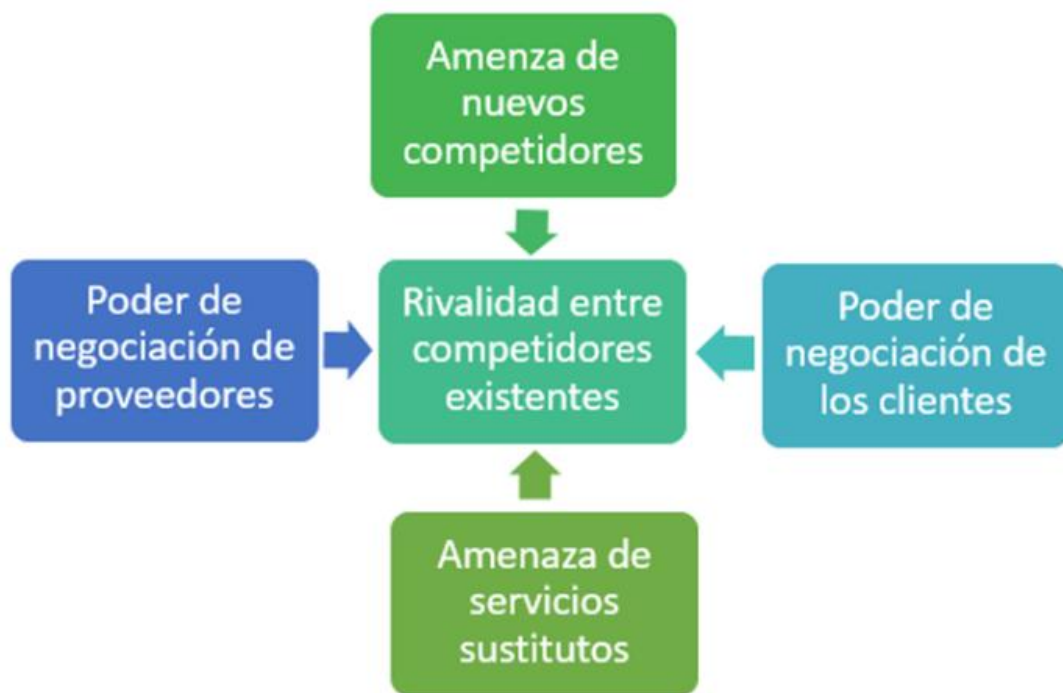 Amenza de
nuevos
competidores
Poder de
negociación de
proveedores
Rivalidad entre
competidores
existentes
Poder de
negociación de
los clientes
Amenaza de
servicios
sustitutos